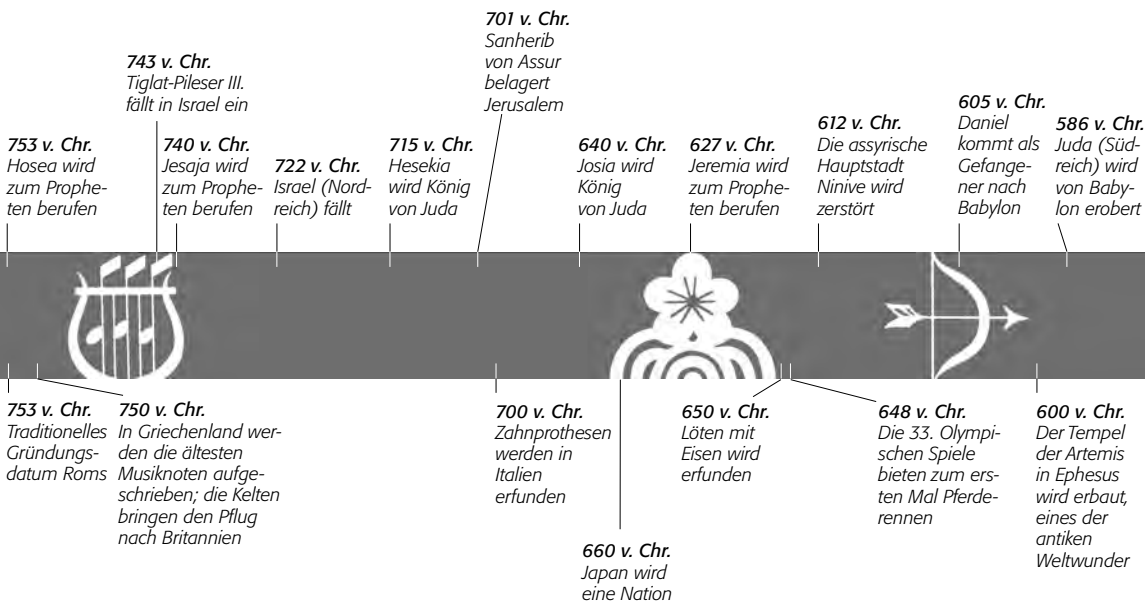 753 v. Chr.
Hosea wird
zum Prophe-
ten berufen
743 v. Chr.
Tiglat-Pileser III.
fällt in Israel ein
740 v. Chr.
Jesaja wird
zum Prophe-
ten berufen
722 v. Chr.
Israel (Nord-
reich) fällt
715 v. Chr.
Hesekia
wird König
von Juda
701 v. Chr.
Sanherib
von Assur
belagert
Jerusalem
640 v. Chr.
Josia wird
König
von Juda
627 v. Chr.
Jeremia wird
zum Prophe-
ten berufen
612 v. Chr.
Die assyrische
Hauptstadt
Ninive wird
zerstört
605 v. Chr.
Daniel
kommt als
Gefange-
ner nach
Babylon
586 v. Chr.
Juda (Süd-
reich) wird
von Baby-
lon erobert
753 v. Chr.
Traditionelles
Gründungs-
datum Roms
750 v. Chr.
In Griechenland wer-
den die ältesten
Musiknoten aufge-
schrieben; die Kelten
bringen den Pflug
nach Britannien
700 v. Chr.
Zahnprothesen
werden in
Italien
erfunden
660 v. Chr.
Japan wird
eine Nation
650 v. Chr.
Löten mit
Eisen wird
erfunden
648 v. Chr.
Die 33. Olympi-
schen Spiele
bieten zum ers-
ten Mal Pferde-
rennen
600 v. Chr.
Der Tempel
der Artemis
in Ephesus
wird erbaut,
eines der
antiken
Weltwunder